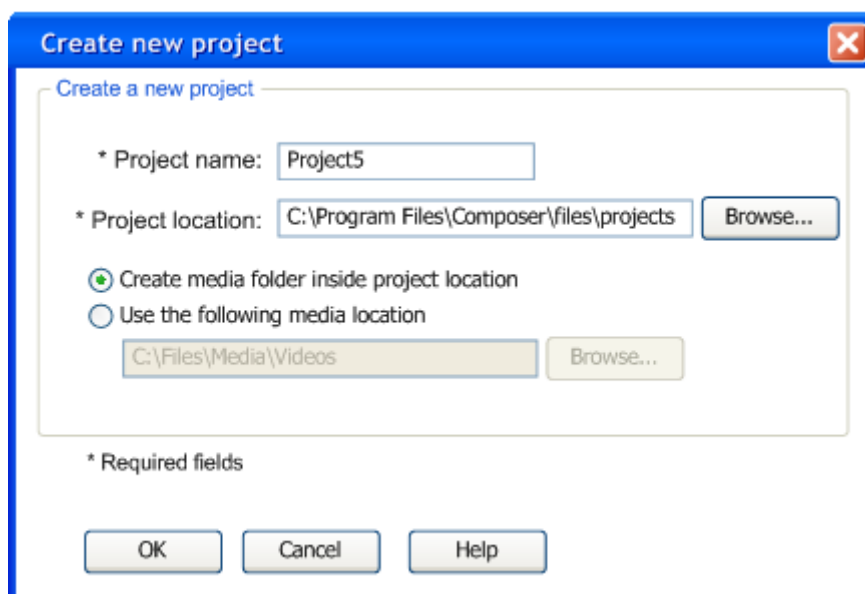 Create new project
Create a new project
* Project name: Project5
* Project location: C:\Program Files\Composer\files\projects Browse...
Create media folder inside project location
Use the following media location
C:\Files\Media\Videos Browse...
* Required fields
OK Cancel Help